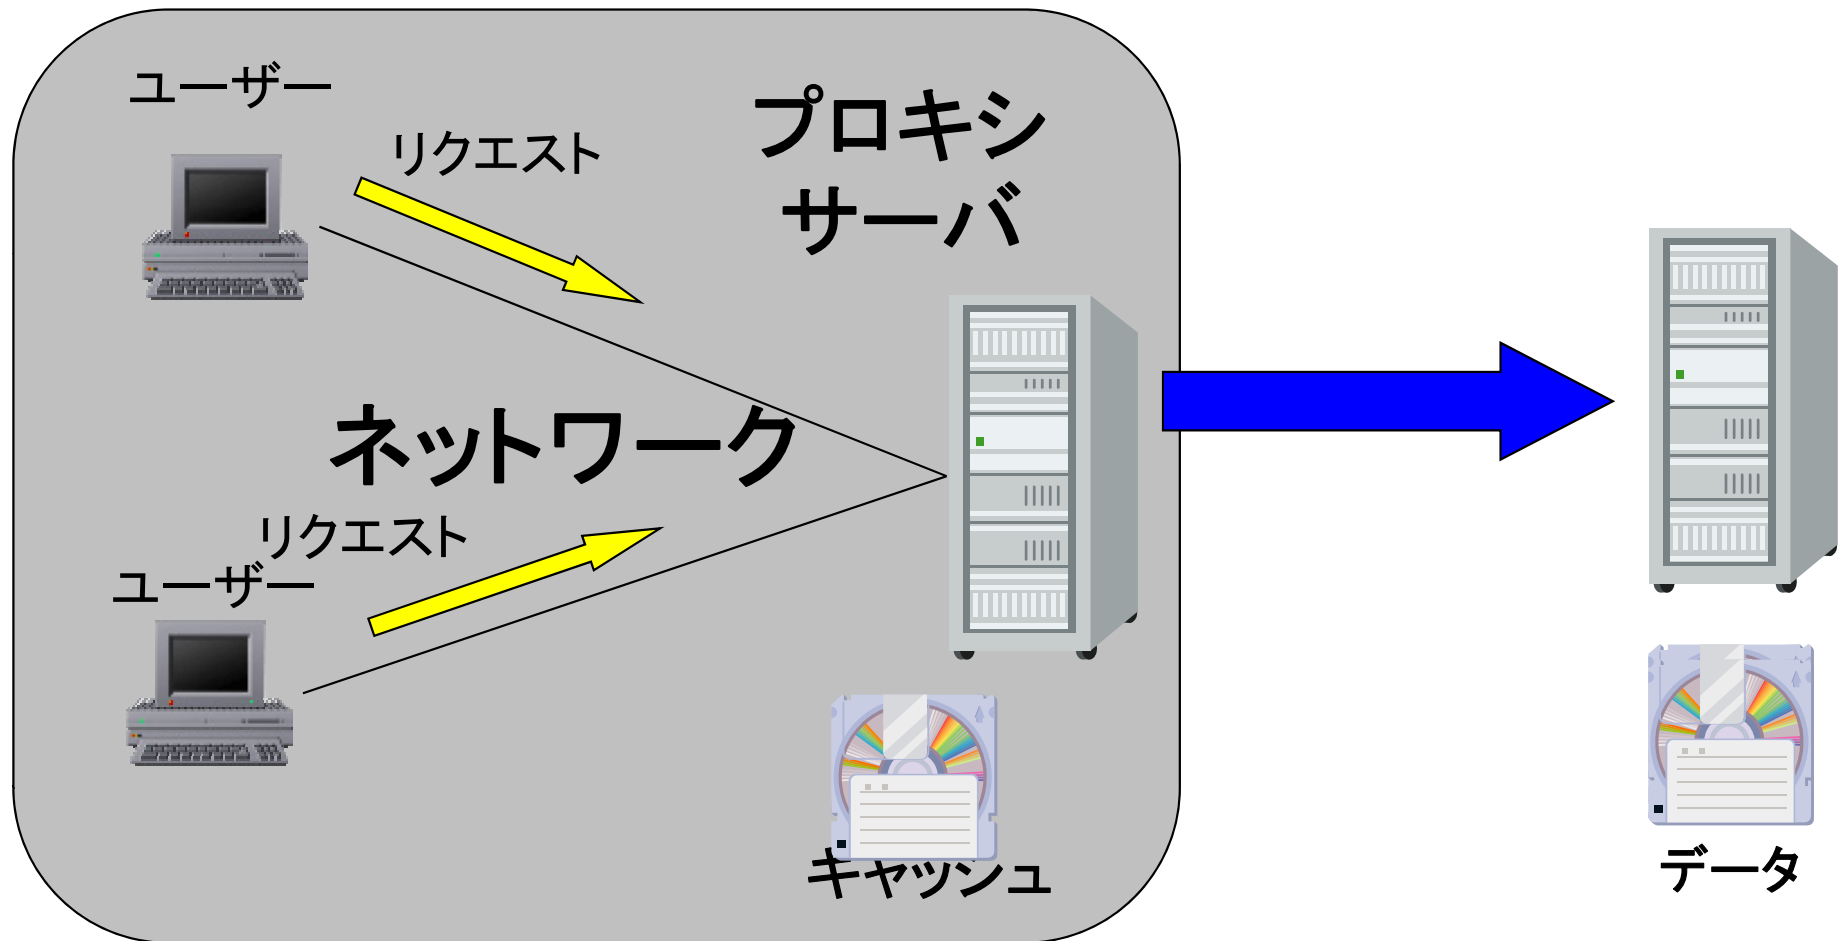 ユーザー
リクエスト
プロキシ
サーバ
ネットワーク
リクエスト
ユーザー
キャッシュ
データ